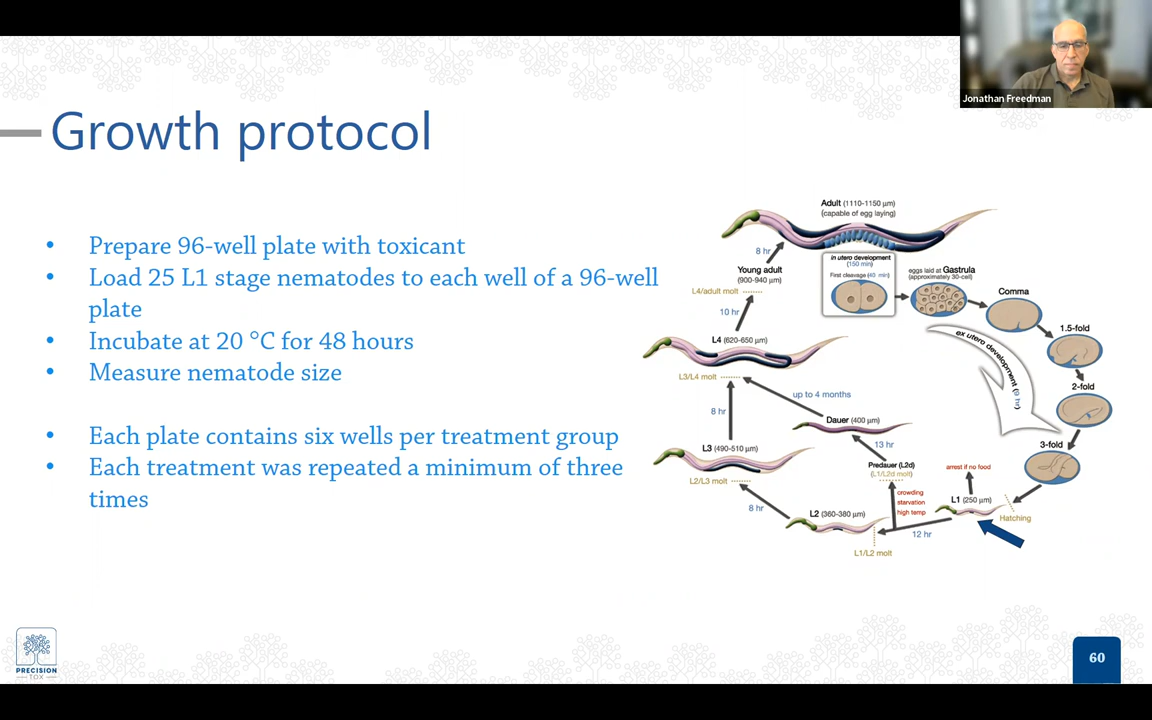 Jonathan Freedman
Growth protocol
• Prepare 96-well plate with toxicant
• Load 25 L1 stage nematodes to each well of a 96-well
plate
• Incubate at 20 °C for 48 hours
• Measure nematode size
• Each plate contains six wells per treatment group
• Each treatment was repeated a minimum of three
times
Adult (1110-1150 μm)
(capable of egg laying)
8 hr
Young adult
(900-940 μm)
L4/adult molt
10 hr
in utero development
(150 min)
First cleavage (40 min)
eggs laid at Gastrula
(approximately 30-cell)
Comma
1.5-fold
2-fold
3-fold
ex utero development (9 hr)
L4 (620-650 μm)
L3/L4 molt
up to 4 months
8 hr
Dauer (400 μm)
13 hr
L3 (490-510 μm)
L2/L3 molt
Predauer (L2d)
(L1/L2d molt)
arrest if no food
crowding
starvation
high temp
8 hr
L2 (360-380 μm)
L1 (250 μm)
Hatching
12 hr
L1/L2 molt
PRECISION
TOX
60